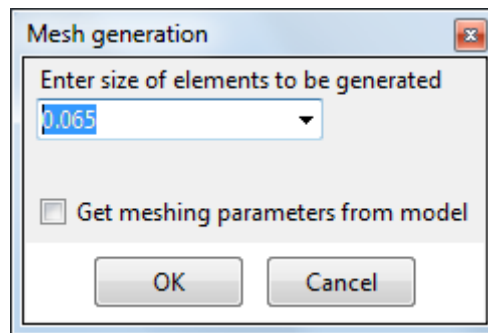 Mesh generation
Enter size of elements to be generated
0.065
Get meshing parameters from model
OK Cancel